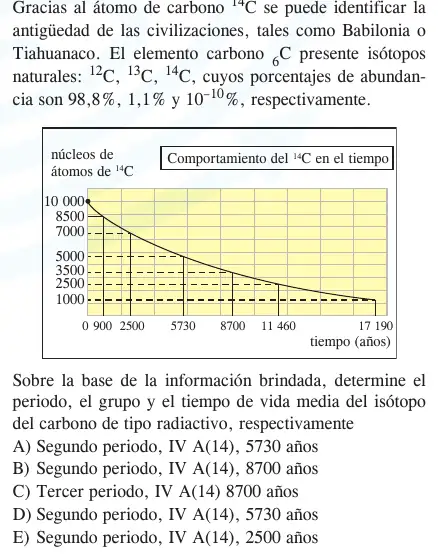 Gracias al átomo de carbono ¹⁴C se puede identificar la
antigüedad de las civilizaciones, tales como Babilonia o
Tiahuanaco. El elemento carbono ₆C presente isótopos
naturales: ¹²C, ¹³C, ¹⁴C, cuyos porcentajes de abundan-
cia son 98,8%, 1,1% y 10⁻¹⁰%, respectivamente.
núcleos de
átomos de ¹⁴C
Comportamiento del ¹⁴C en el tiempo
10 000
8500
7000
5000
3500
2500
1000
0 900 2500 5730 8700 11 460 17 190
tiempo (años)
Sobre la base de la información brindada, determine el
periodo, el grupo y el tiempo de vida media del isótopo
del carbono de tipo radiactivo, respectivamente
A) Segundo periodo, IV A(14), 5730 años
B) Segundo periodo, IV A(14), 8700 años
C) Tercer periodo, IV A(14) 8700 años
D) Segundo periodo, IV A(14), 5730 años
E) Segundo periodo, IV A(14), 2500 años